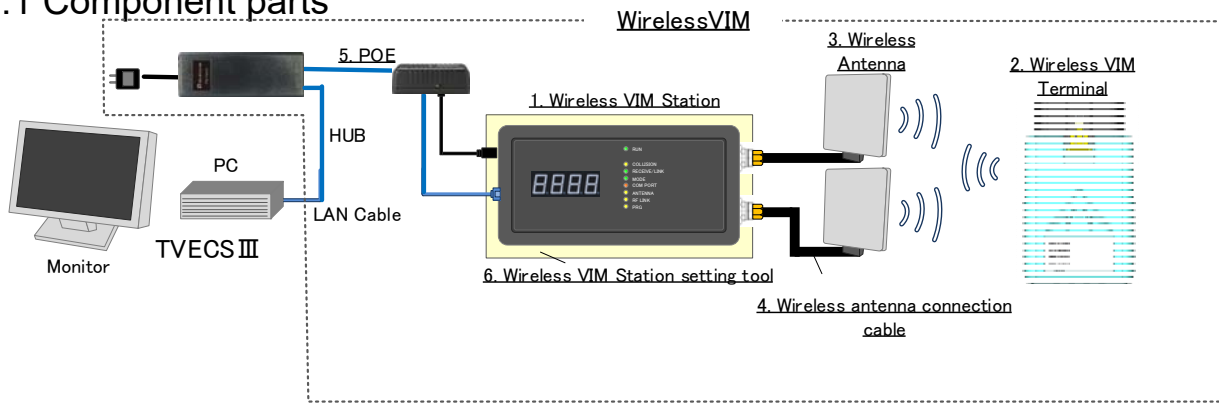 .1 Component parts
WirelessVIM
3. Wireless
Antenna
2. Wireless VIM
Terminal
5. POE
1. Wireless VIM Station
HUB
RUN
COLLISION
RECEIVE/LINK
MODE
COM PORT
ANTENNA
RF LINK
PRG
8888
PC
LAN Cable
TVECSⅢ
Monitor
6. Wireless VIM Station setting tool
4. Wireless antenna connection
cable